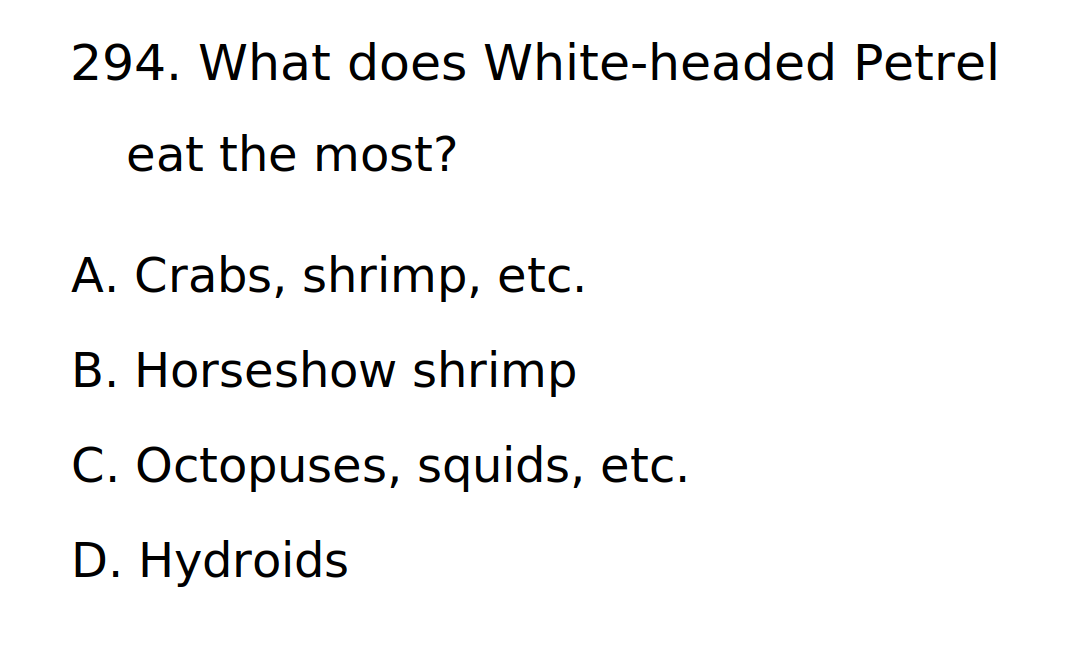 294. What does White-headed Petrel
eat the most?
A. Crabs, shrimp, etc.
B. Horseshow shrimp
C. Octopuses, squids, etc.
D. Hydroids